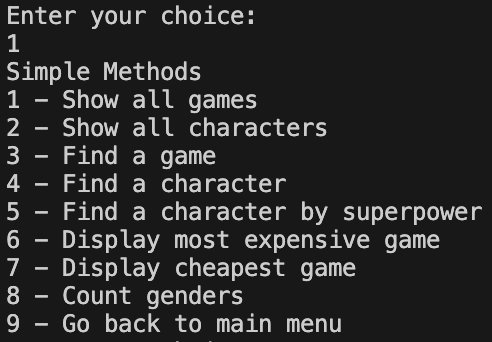 Enter your choice:
1
Simple Methods
1 – Show all games
2 – Show all characters
3 – Find a game
4 – Find a character
5 – Find a character by superpower
6 – Display most expensive game
7 – Display cheapest game
8 – Count genders
9 – Go back to main menu